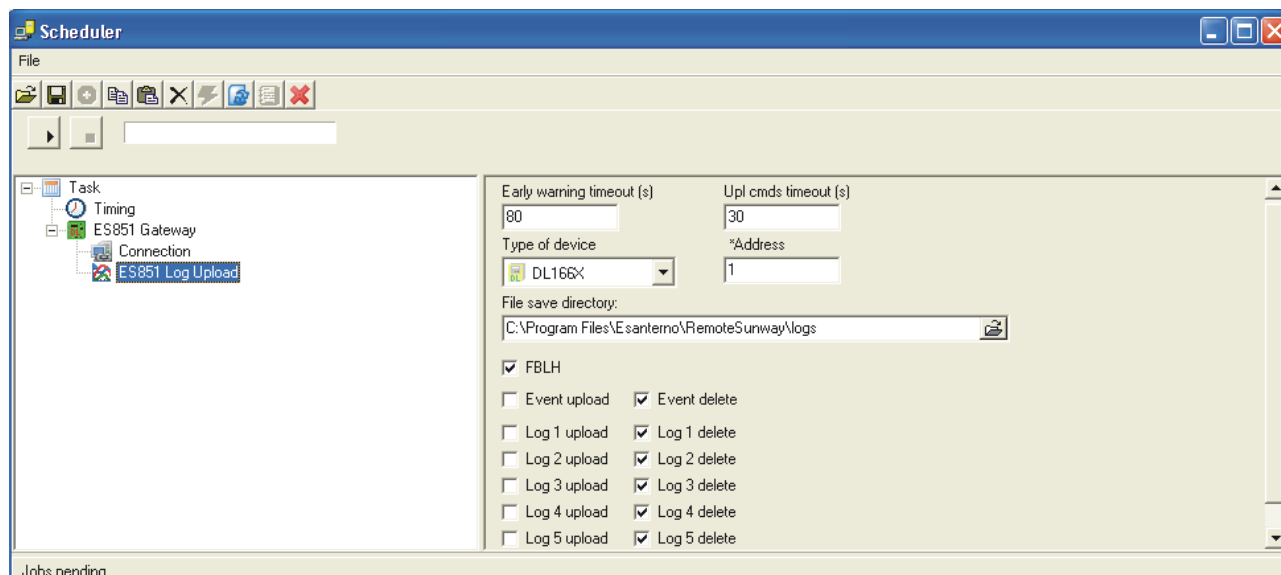 Scheduler
File
Task
Timing
ES851 Gateway
Connection
ES851 Log Upload
Early warning timeout (s) Upl cmds timeout (s)
80 30
Type of device *Address
DL DL166X 1
File save directory:
C:\Program Files\Esanterno\RemoteSunway\logs
FBLH
Event upload Event delete
Log 1 upload Log 1 delete
Log 2 upload Log 2 delete
Log 3 upload Log 3 delete
Log 4 upload Log 4 delete
Log 5 upload Log 5 delete
Jobs pending